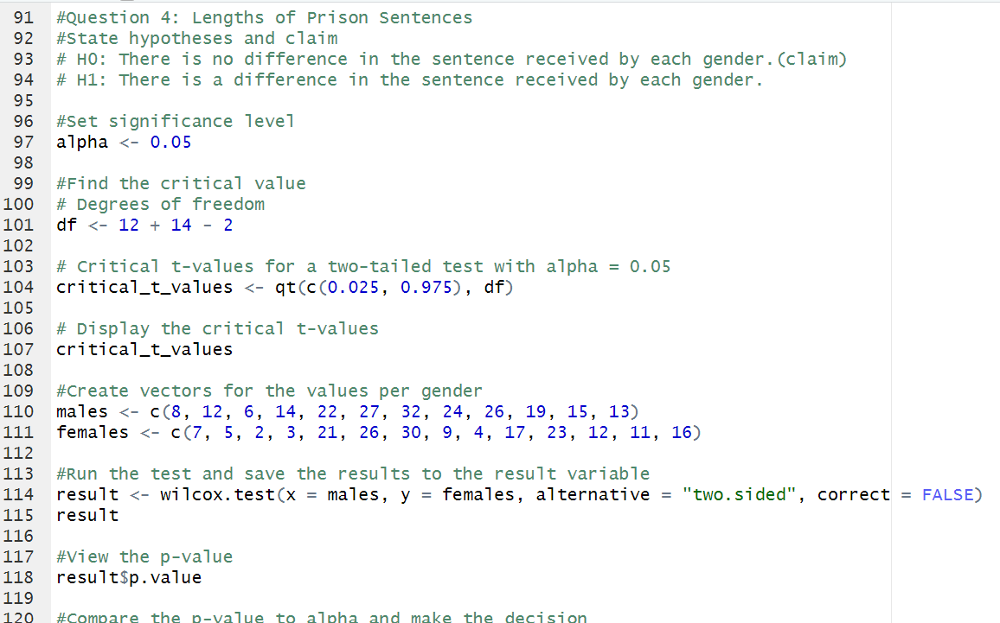 91 #Question 4: Lengths of Prison Sentences
92 #State hypotheses and claim
93 # H0: There is no difference in the sentence received by each gender.(claim)
94 # H1: There is a difference in the sentence received by each gender.
95
96 #Set significance level
97 alpha <- 0.05
98
99 #Find the critical value
100 # Degrees of freedom
101 df <- 12 + 14 - 2
102
103 # Critical t-values for a two-tailed test with alpha = 0.05
104 critical_t_values <- qt(c(0.025, 0.975), df)
105
106 # Display the critical t-values
107 critical_t_values
108
109 #Create vectors for the values per gender
110 males <- c(8, 12, 6, 14, 22, 27, 32, 24, 26, 19, 15, 13)
111 females <- c(7, 5, 2, 3, 21, 26, 30, 9, 4, 17, 23, 12, 11, 16)
112
113 #Run the test and save the results to the result variable
114 result <- wilcox.test(x = males, y = females, alternative = "two.sided", correct = FALSE)
115 result
116
117 #View the p-value
118 result$p.value
119
120 #Compare the p-value to alpha and make the decision